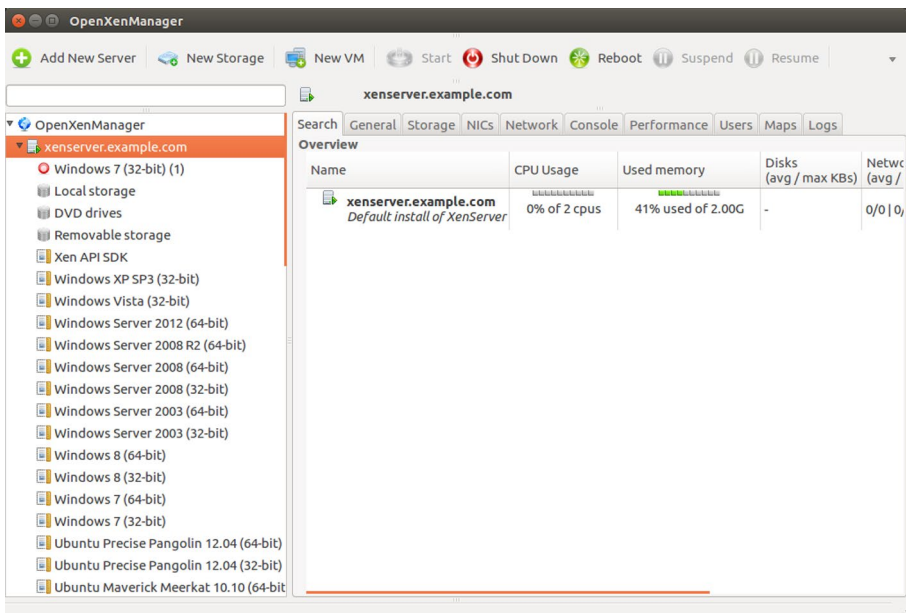 OpenXenManager
Add New Server New Storage New VM Start Shut Down Reboot Suspend Resume
xenserver.example.com
OpenXenManager
xenserver.example.com
Windows 7 (32-bit) (1)
Local storage
DVD drives
Removable storage
Xen API SDK
Windows XP SP3 (32-bit)
Windows Vista (32-bit)
Windows Server 2012 (64-bit)
Windows Server 2008 R2 (64-bit)
Windows Server 2008 (64-bit)
Windows Server 2008 (32-bit)
Windows Server 2003 (64-bit)
Windows Server 2003 (32-bit)
Windows 8 (64-bit)
Windows 8 (32-bit)
Windows 7 (64-bit)
Windows 7 (32-bit)
Ubuntu Precise Pangolin 12.04 (64-bit)
Ubuntu Precise Pangolin 12.04 (32-bit)
Ubuntu Maverick Meerkat 10.10 (64-bit
Search General Storage NICs Network Console Performance Users Maps Logs
Overview
Name CPU Usage Used memory Disks (avg / max KBs) Netwo (avg /
xenserver.example.com
Default install of XenServer
0% of 2 cpus 41% used of 2.00G - 0/0 | 0/